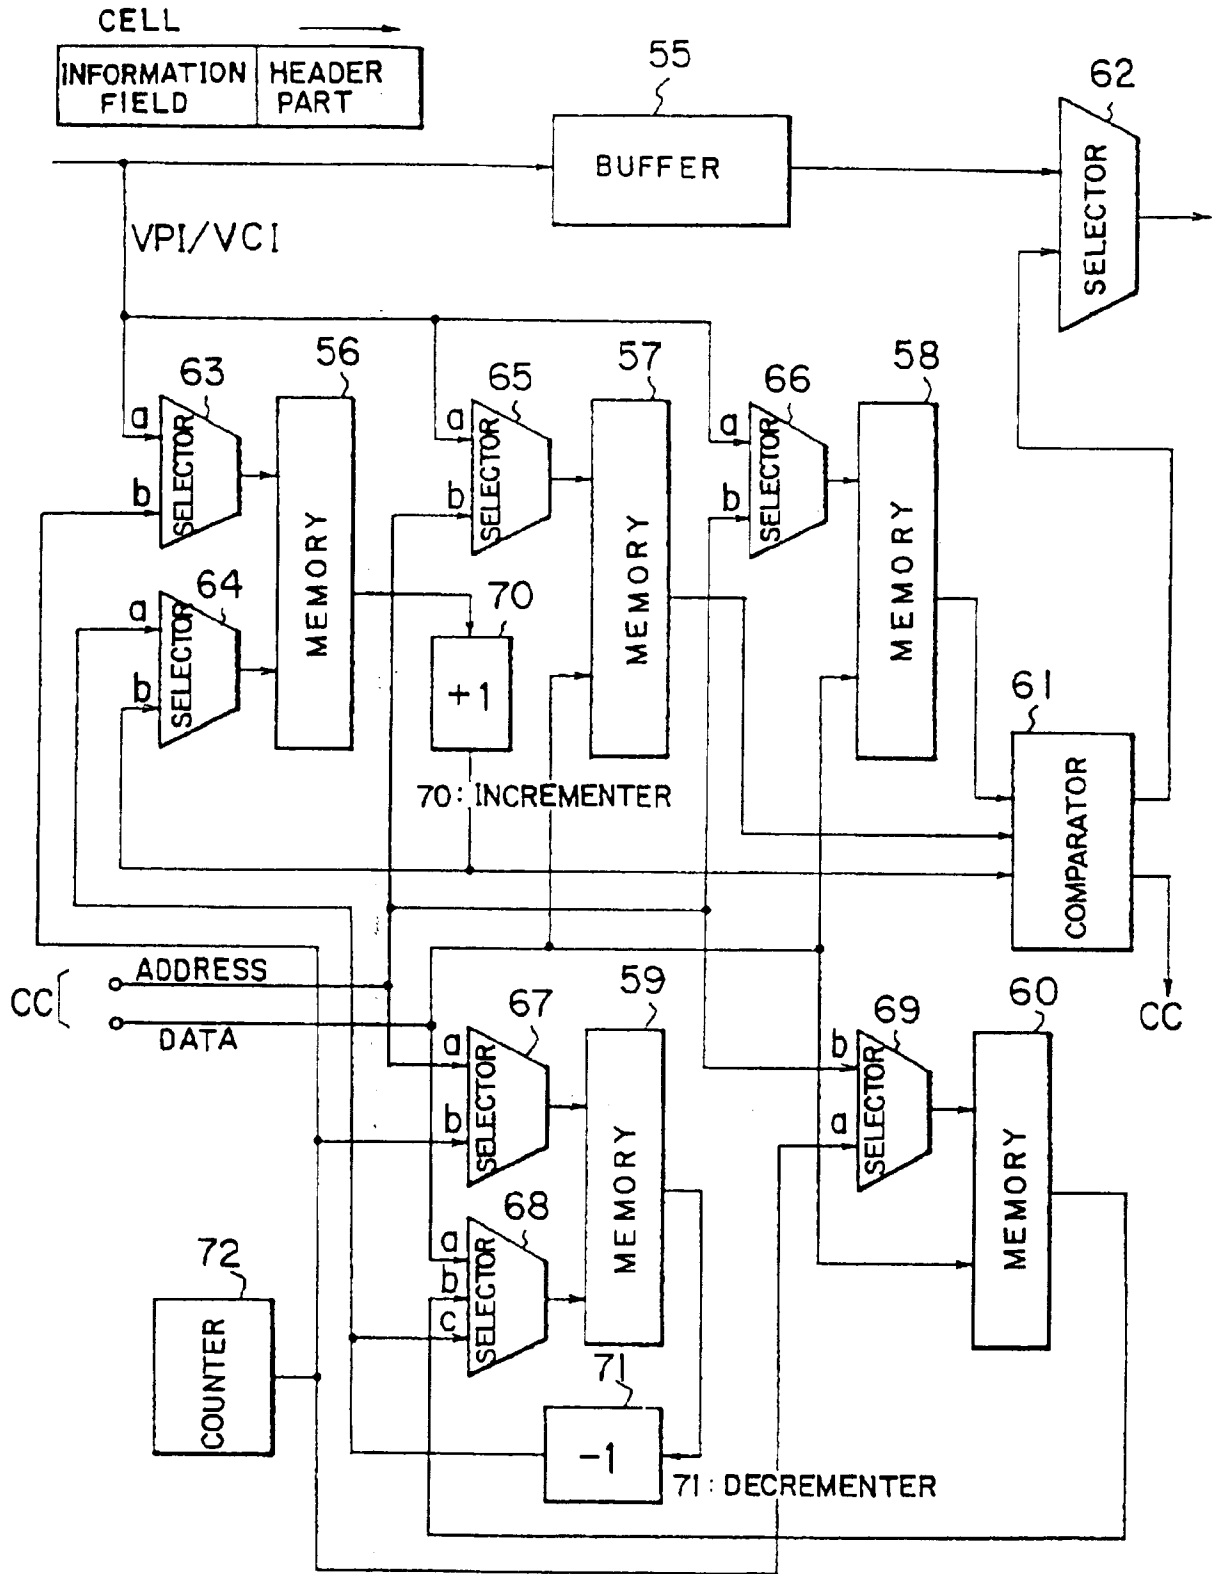 CELL
INFORMATION FIELD
HEADER PART
55
BUFFER
62
SELECTOR
VPI/VCI
63
a
b
SELECTOR
56
MEMORY
65
a
b
SELECTOR
57
MEMORY
66
a
b
SELECTOR
58
MEMORY
64
a
b
SELECTOR
70
+1
70: INCREMENTER
61
COMPARATOR
CC
CC
ADDRESS
DATA
67
a
b
SELECTOR
59
MEMORY
69
b
a
SELECTOR
60
MEMORY
68
a
b
c
SELECTOR
72
COUNTER
71
-1
71: DECREMENTER